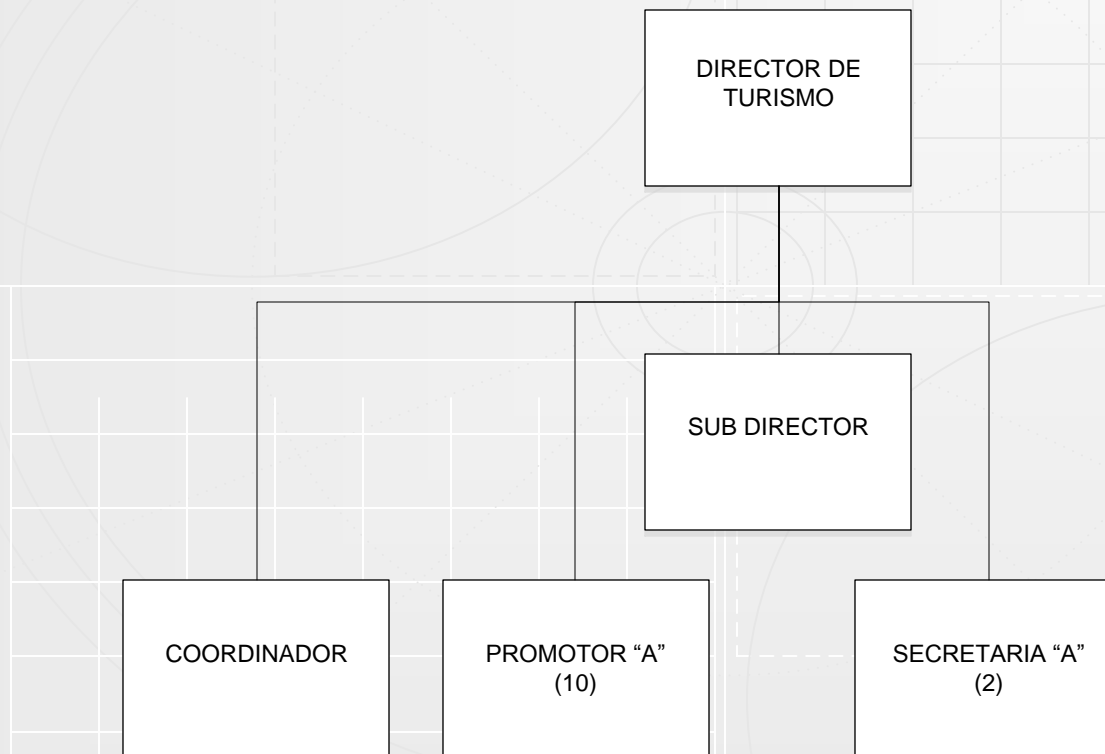 DIRECTOR DE
TURISMO
SUB DIRECTOR
COORDINADOR
PROMOTOR “A”
(10)
SECRETARIA “A”
(2)